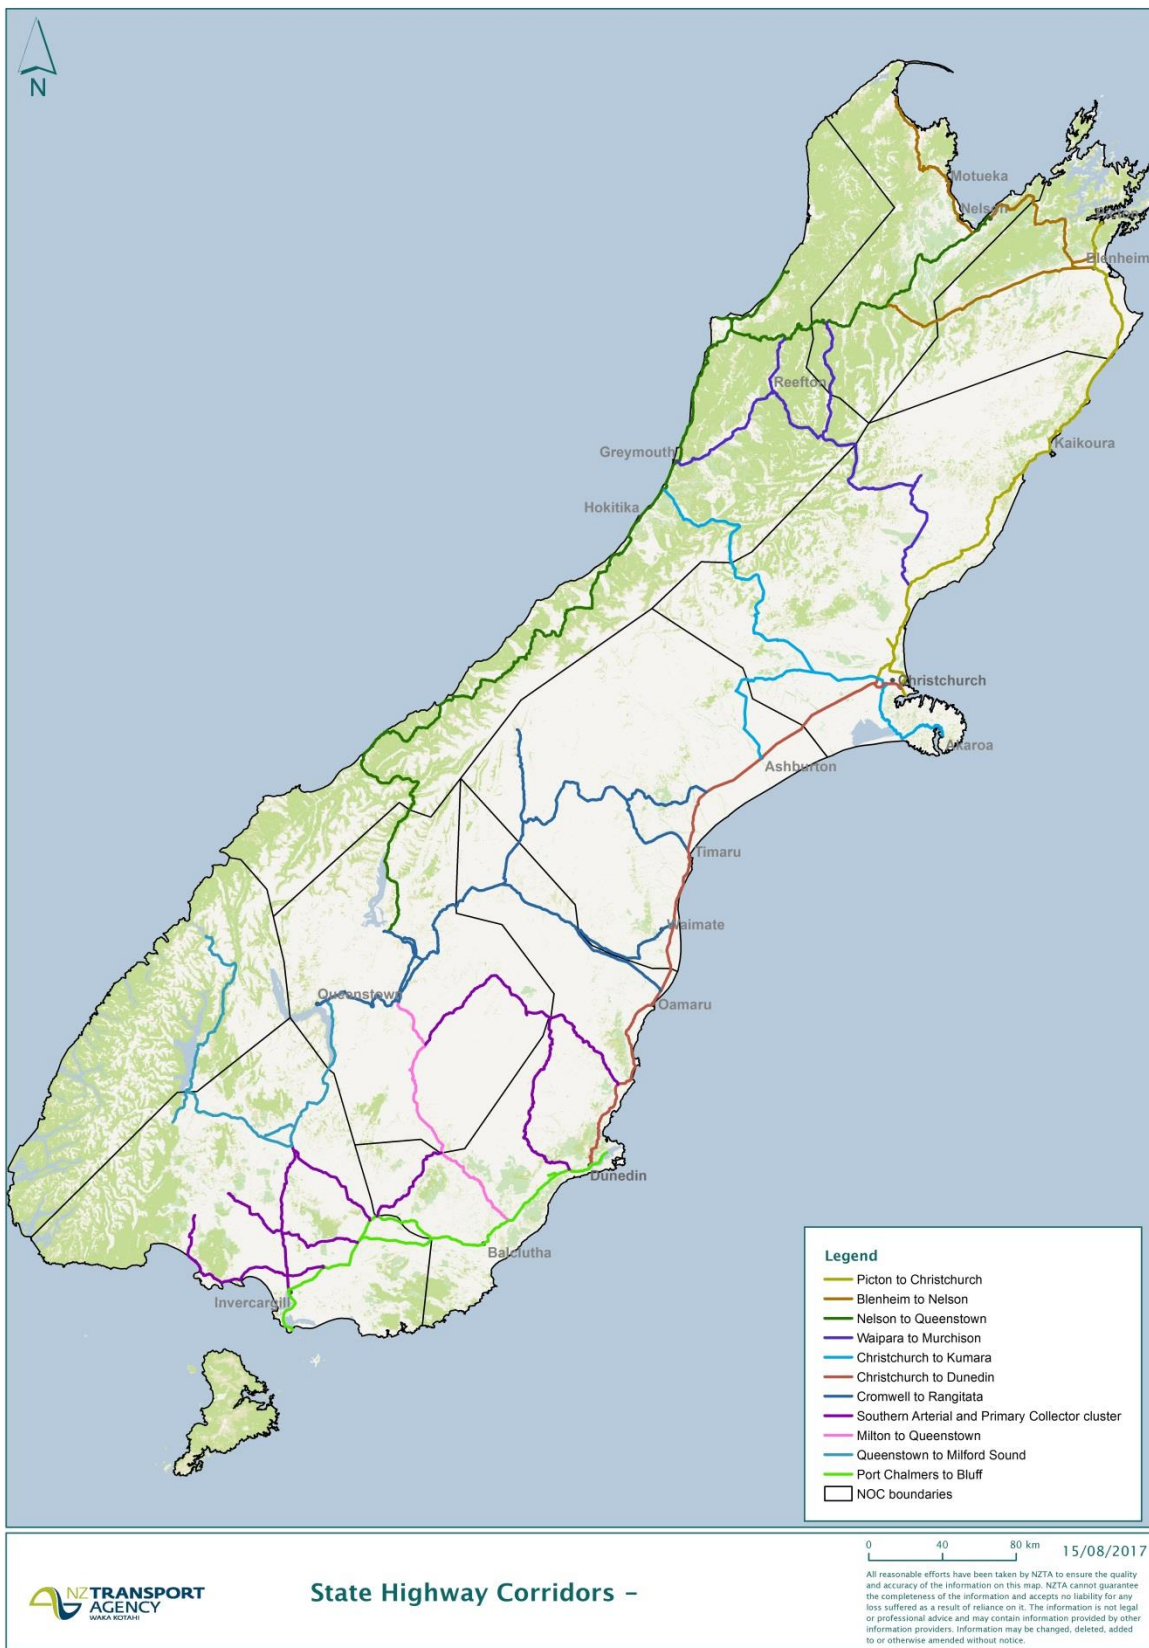 N
Motueka
Nelson
Picton
Blenheim
Reefton
Kaikoura
Greymouth
Hokitika
Christchurch
Akaroa
Ashburton
Timaru
Waimate
Queenstown
Oamaru
Dunedin
Balclutha
Invercargill
Legend
Picton to Christchurch
Blenheim to Nelson
Nelson to Queenstown
Waipara to Murchison
Christchurch to Kumara
Christchurch to Dunedin
Cromwell to Rangitata
Southern Arterial and Primary Collector cluster
Milton to Queenstown
Queenstown to Milford Sound
Port Chalmers to Bluff
NOC boundaries
0 40 80 km
15/08/2017
NZTRANSPORT
AGENCY
WAKA KOTAHI
State Highway Corridors –
All reasonable efforts have been taken by NZTA to ensure the quality
and accuracy of the information on this map. NZTA cannot guarantee
the completeness of the information and accepts no liability for any
loss suffered as a result of reliance on it. The information is not legal
or professional advice and may contain information provided by other
information providers. Information may be changed, deleted, added
to or otherwise amended without notice.